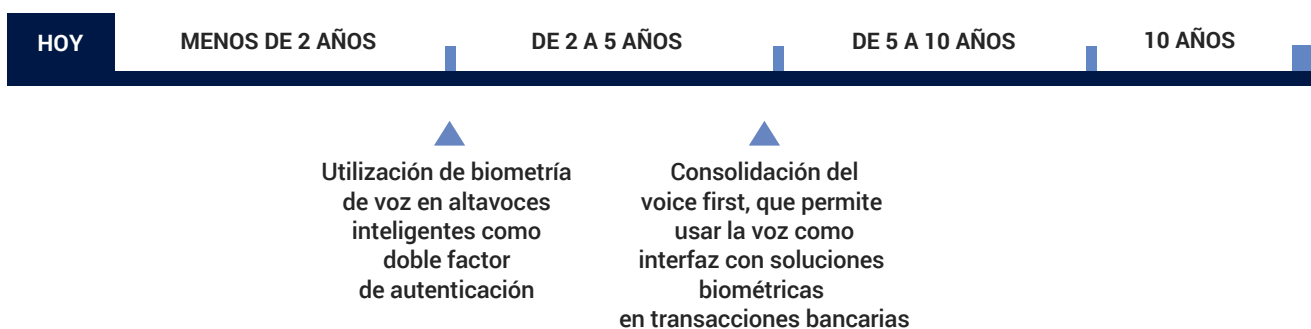 HOY
MENOS DE 2 AÑOS
DE 2 A 5 AÑOS
DE 5 A 10 AÑOS
10 AÑOS
Utilización de biometría
de voz en altavoces
inteligentes como
doble factor
de autenticación
Consolidación del
voice first, que permite
usar la voz como
interfaz con soluciones
biométricas
en transacciones bancarias